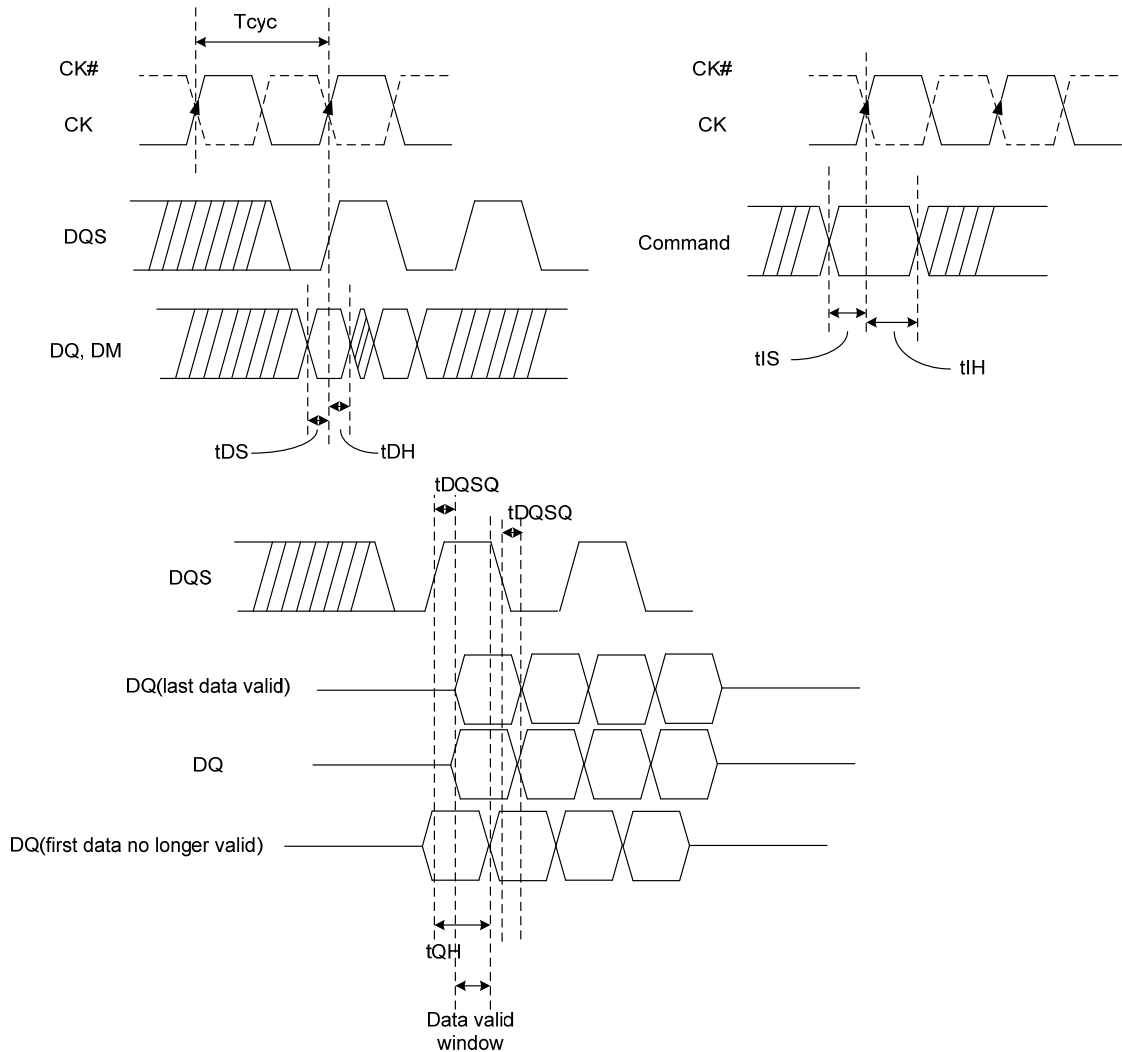 Tcyc
CK#
CK
DQS
DQ, DM
tDS
tDH
CK#
CK
Command
tIS
tIH
tDQSQ
tDQSQ
DQS
DQ(last data valid)
DQ
DQ(first data no longer valid)
tQH
Data valid
window